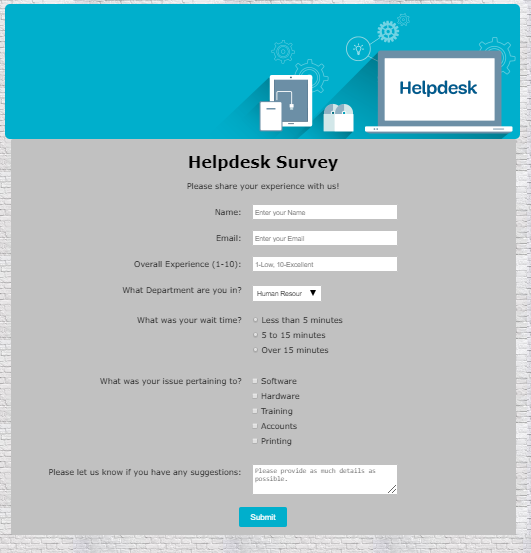 Helpdesk
Helpdesk Survey
Please share your experience with us!
Name: Enter your Name
Email: Enter your Email
Overall Experience (1-10): 1-Low, 10-Excellent
What Department are you in? Human Resour
What was your wait time? Less than 5 minutes
5 to 15 minutes
Over 15 minutes
What was your issue pertaining to? Software
Hardware
Training
Accounts
Printing
Please let us know if you have any suggestions: Please provide as much details as
possible.
Submit